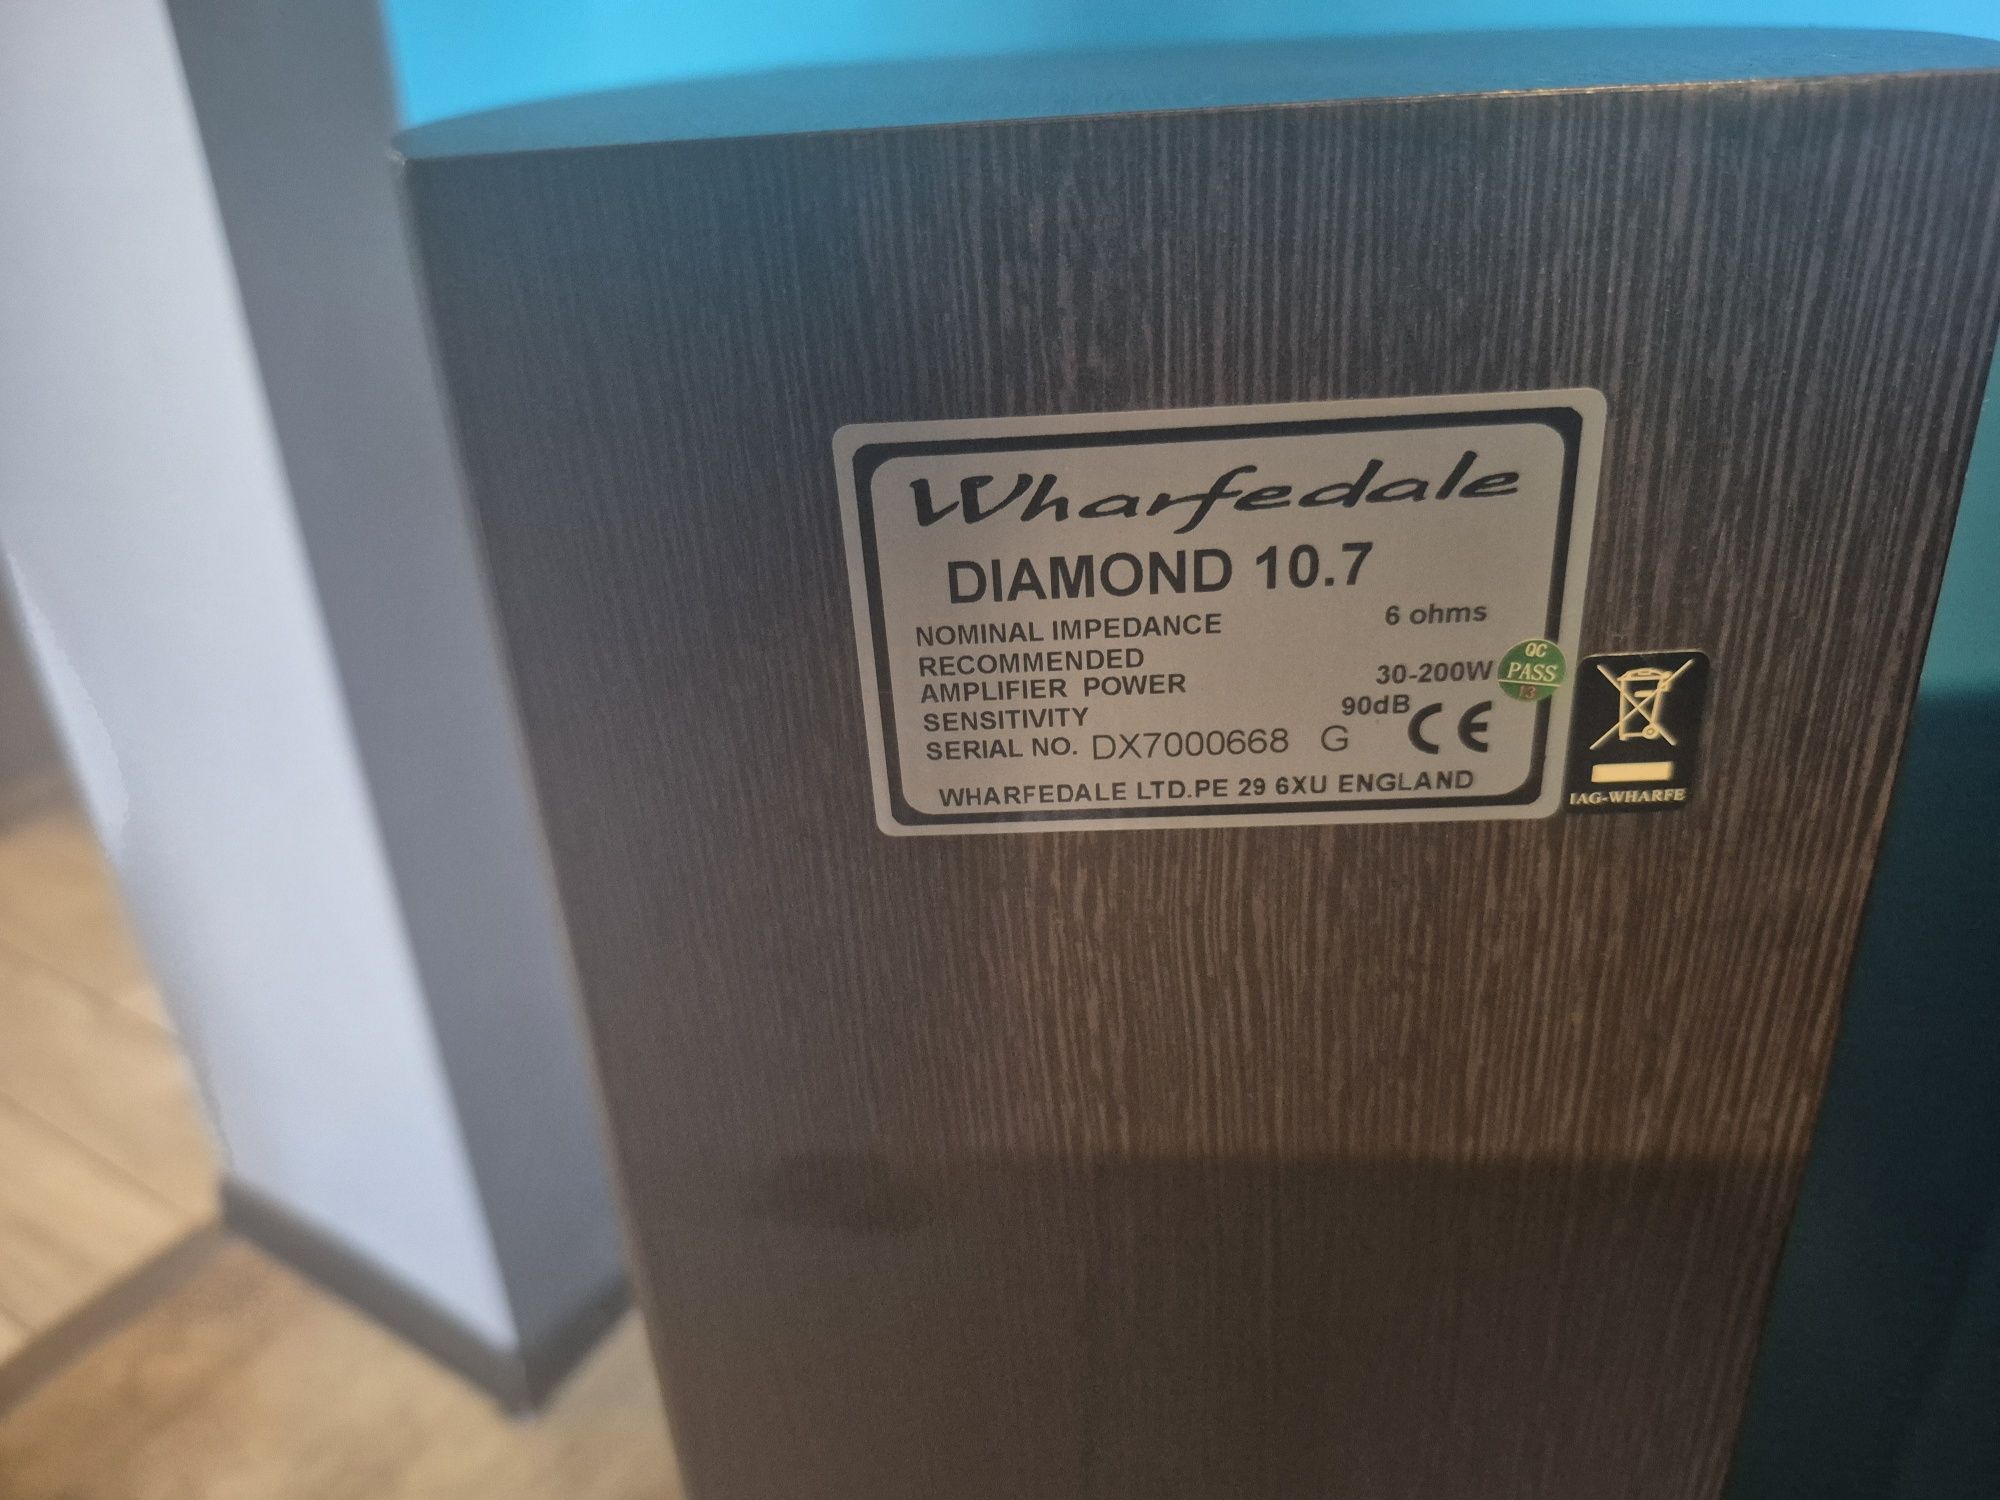 Wharfedale
DIAMOND 10.7
NOMINAL IMPEDANCE 6 ohms
RECOMMENDED
AMPLIFIER POWER 30-200W
SENSITIVITY 90dB
SERIAL NO. DX7000668 G CE
WHARFEDALE LTD.PE 29 6XU ENGLAND
QC
PASS
13
IAG-WHARFE